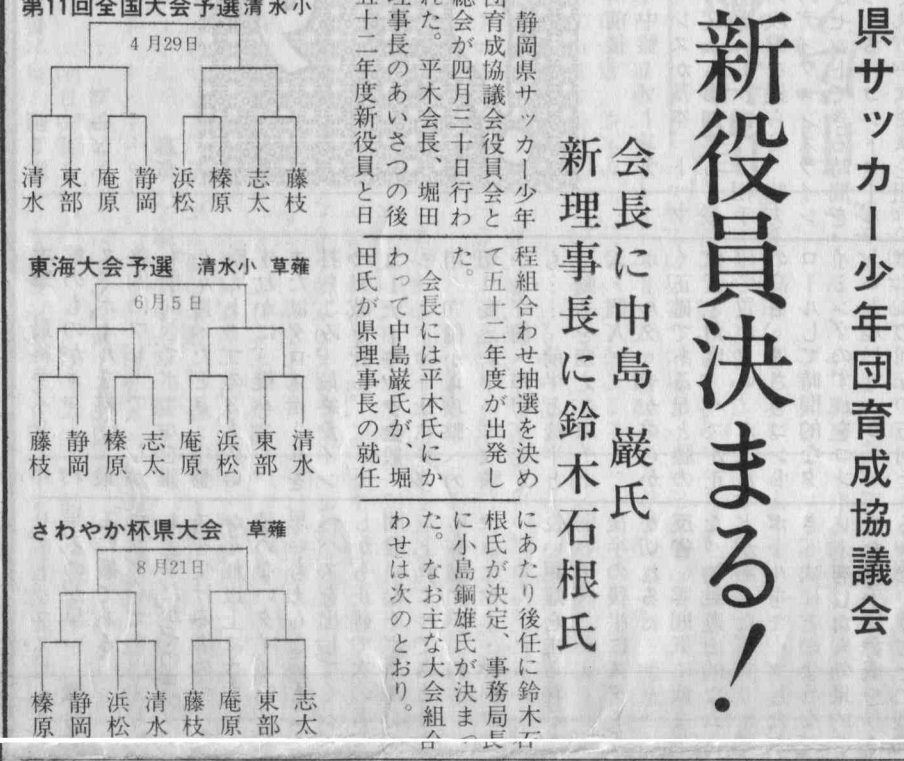 県サッカー少年団育成協議会
新役員決まる!
会長に中島 巌氏
新理事長に鈴木石根氏
静岡県サッカー少年
団育成協議会役員会と
総会が四月三十日行わ
れた。平木会長、堀田
理事長のあいさつの後
五十二年度新役員と日
程組合わせ抽選を決め
て五十二年度が出発し
た。
会長には平木氏にか
わって中島巌氏が、堀
田氏が県理事長の就任
にあたり後任に鈴木石
根氏が決定、事務局長
に小島鋼雄氏が決まっ
た。なお主な大会組合
わせは次のとおり。
第11回全国大会予選 清水小
4月29日
清水
東部
庵原
静岡
浜松
榛原
志太
藤枝
東海大会予選 清水小 草薙
6月5日
藤枝
静岡
榛原
志太
庵原
浜松
東部
清水
さわやか杯県大会 草薙
8月21日
榛原
静岡
浜松
清水
藤枝
庵原
東部
志太